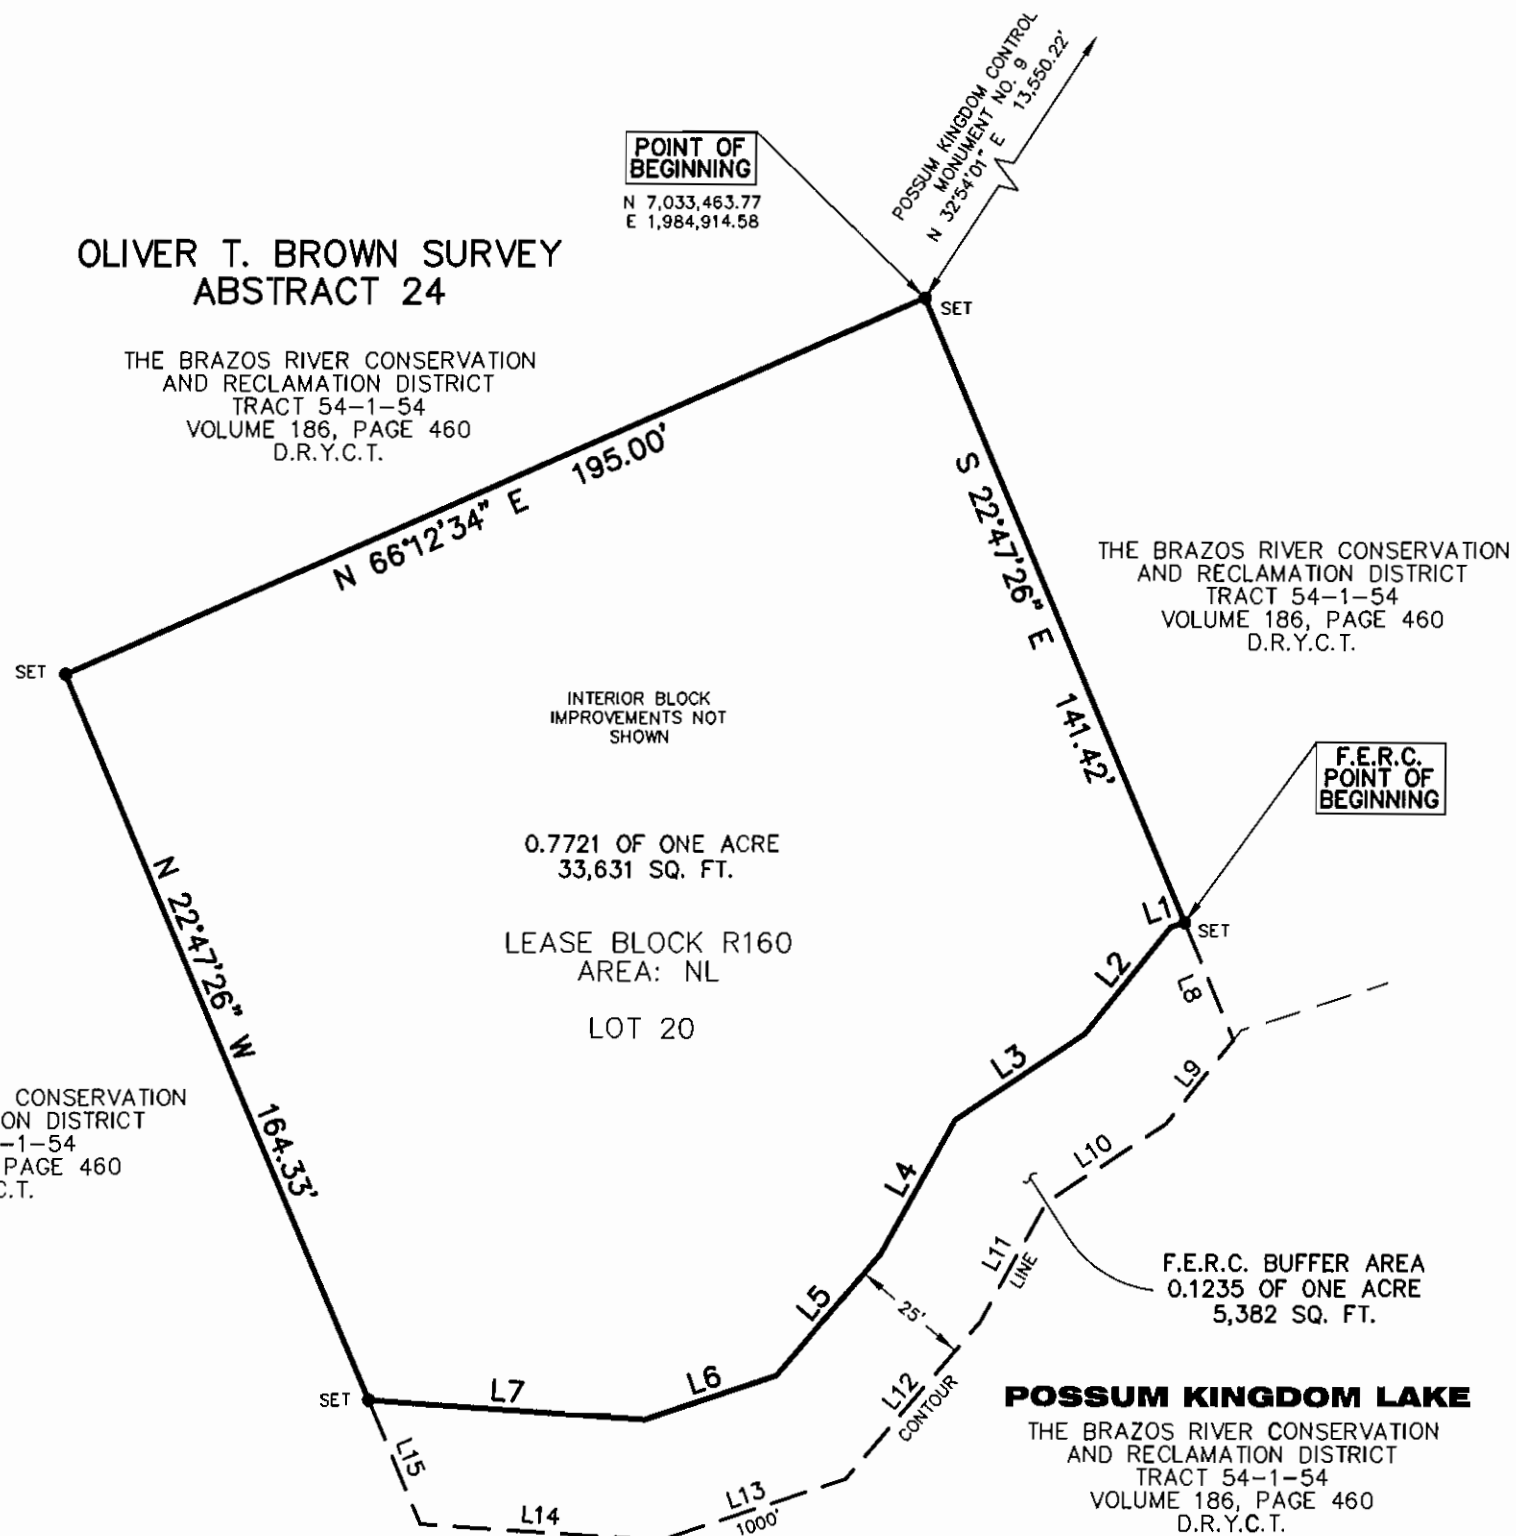 POSSUM KINGDOM CONTROL
MONUMENT NO. 9
N 32°54'01" E 13,550.22'
POINT OF
BEGINNING
N 7,033,463.77
E 1,984,914.58
OLIVER T. BROWN SURVEY
ABSTRACT 24
SET
THE BRAZOS RIVER CONSERVATION
AND RECLAMATION DISTRICT
TRACT 54-1-54
VOLUME 186, PAGE 460
D.R.Y.C.T.
N 66°12'34" E 195.00'
S 22°47'26" E 141.42'
THE BRAZOS RIVER CONSERVATION
AND RECLAMATION DISTRICT
TRACT 54-1-54
VOLUME 186, PAGE 460
D.R.Y.C.T.
SET
INTERIOR BLOCK
IMPROVEMENTS NOT
SHOWN
F.E.R.C.
POINT OF
BEGINNING
0.7721 OF ONE ACRE
33,631 SQ. FT.
N 22°47'26" W 164.33'
LEASE BLOCK R160
AREA: NL
LOT 20
L1
SET
L2
L8
L3
L9
CONSERVATION
ON DISTRICT
-1-54
PAGE 460
C.T.
L4
L10
L11
LINE
F.E.R.C. BUFFER AREA
0.1235 OF ONE ACRE
5,382 SQ. FT.
L5
25'
L6
L7
SET
L12
CONTOUR
POSSUM KINGDOM LAKE
THE BRAZOS RIVER CONSERVATION
AND RECLAMATION DISTRICT
TRACT 54-1-54
VOLUME 186, PAGE 460
D.R.Y.C.T.
L15
L13
1000'
L14